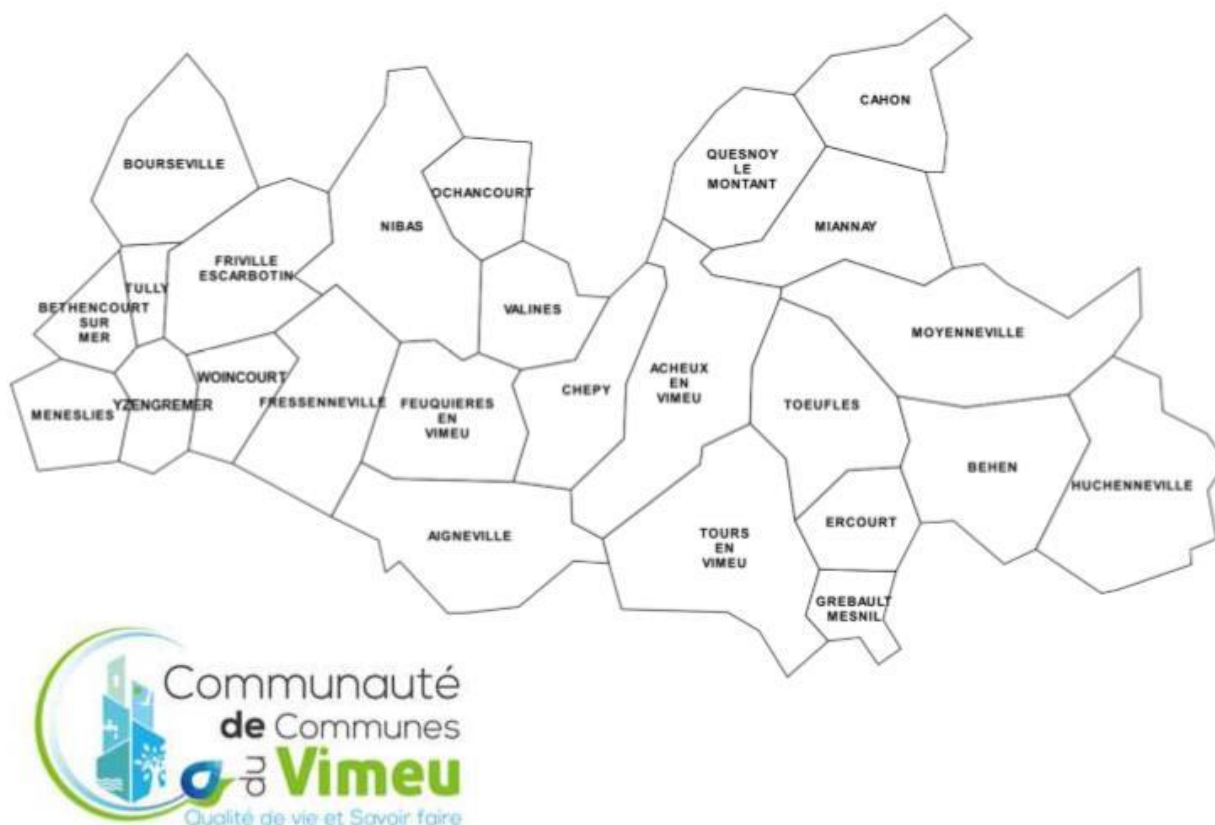 CAHON
BOURSEVILLE
QUESNOY
LE
MONTANT
OCHANCOURT
NIBAS
MIANNAY
FRIVILLE
ESCARBOTIN
TULLY
BETHENCOURT
SUR
MER
VALINES
MOYENNEVILLE
WOINCOURT
ACHEUX
EN
VIMEU
CHEPY
MENESLIES
YZENGREMER
FRESSENNEVILLE
FEUQUIERES
EN
VIMEU
TOEUFLES
BEHEN
HUCHENNEVILLE
ERCOURT
AIGNEVILLE
TOURS
EN
VIMEU
GREBAULT
MESNIL
Communauté
de Communes
du Vimeu
Qualité de vie et Savoir faire